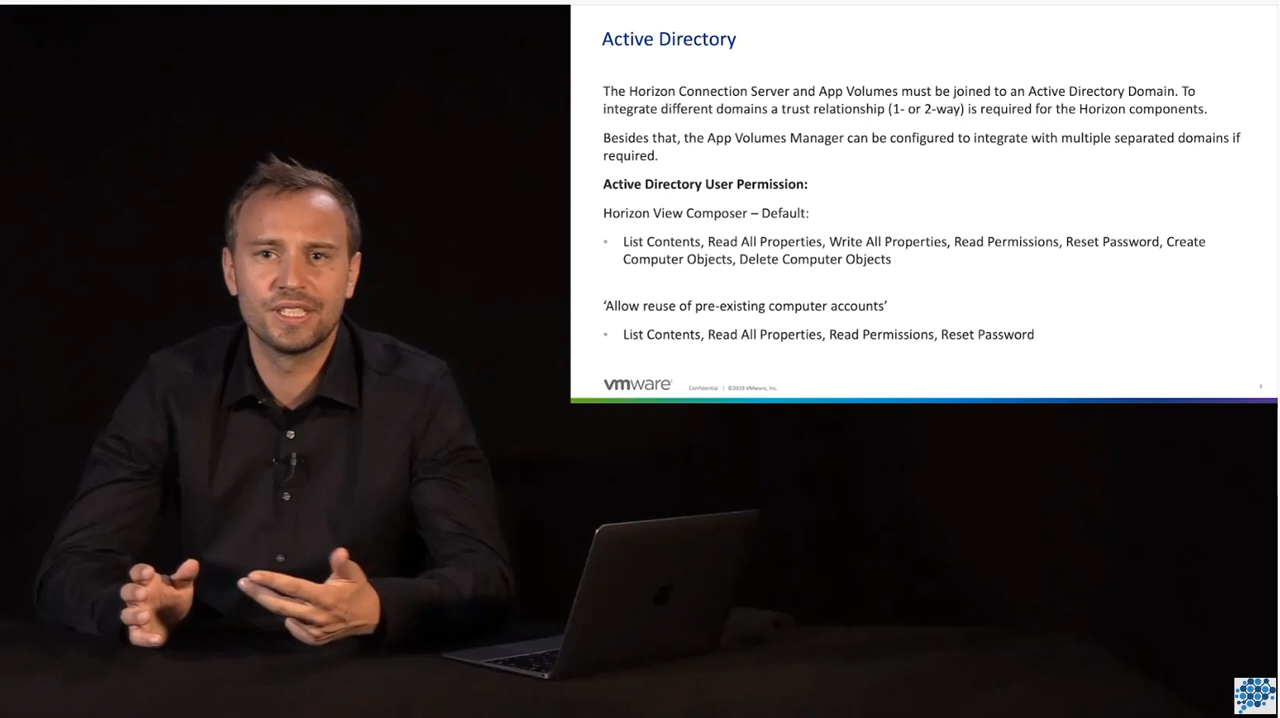 Active Directory
The Horizon Connection Server and App Volumes must be joined to an Active Directory Domain. To
integrate different domains a trust relationship (1- or 2-way) is required for the Horizon components.
Besides that, the App Volumes Manager can be configured to integrate with multiple separated domains if
required.
Active Directory User Permission:
Horizon View Composer – Default:
• List Contents, Read All Properties, Write All Properties, Read Permissions, Reset Password, Create
Computer Objects, Delete Computer Objects
‘Allow reuse of pre-existing computer accounts’
• List Contents, Read All Properties, Read Permissions, Reset Password
vmware® Confidential | ©2019 VMware, Inc.